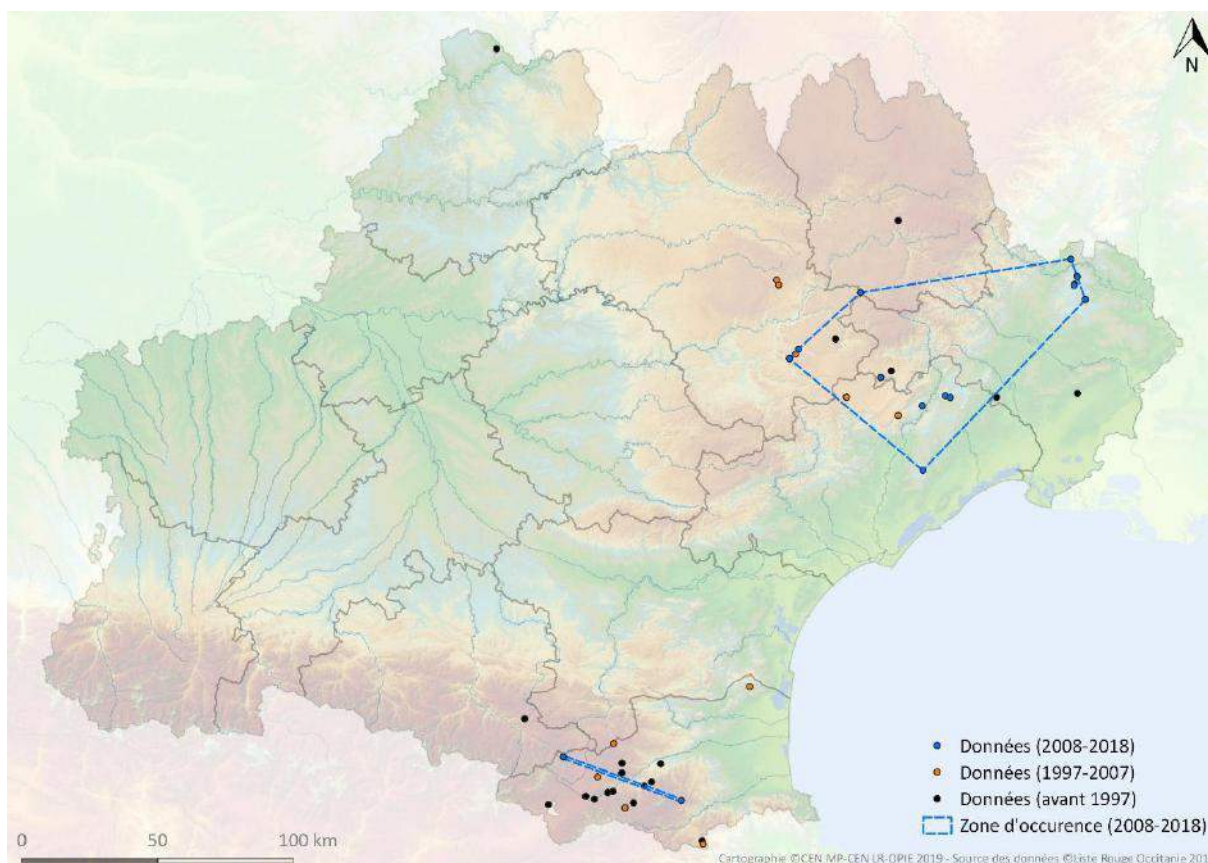 N
Données (2008-2018)
Données (1997-2007)
Données (avant 1997)
Zone d'occurence (2008-2018)
0 50 100 km
Cartographie ©CEN MP-CEN LR-OPIE 2019 - Source des données ©Liste Rouge Occitanie 201